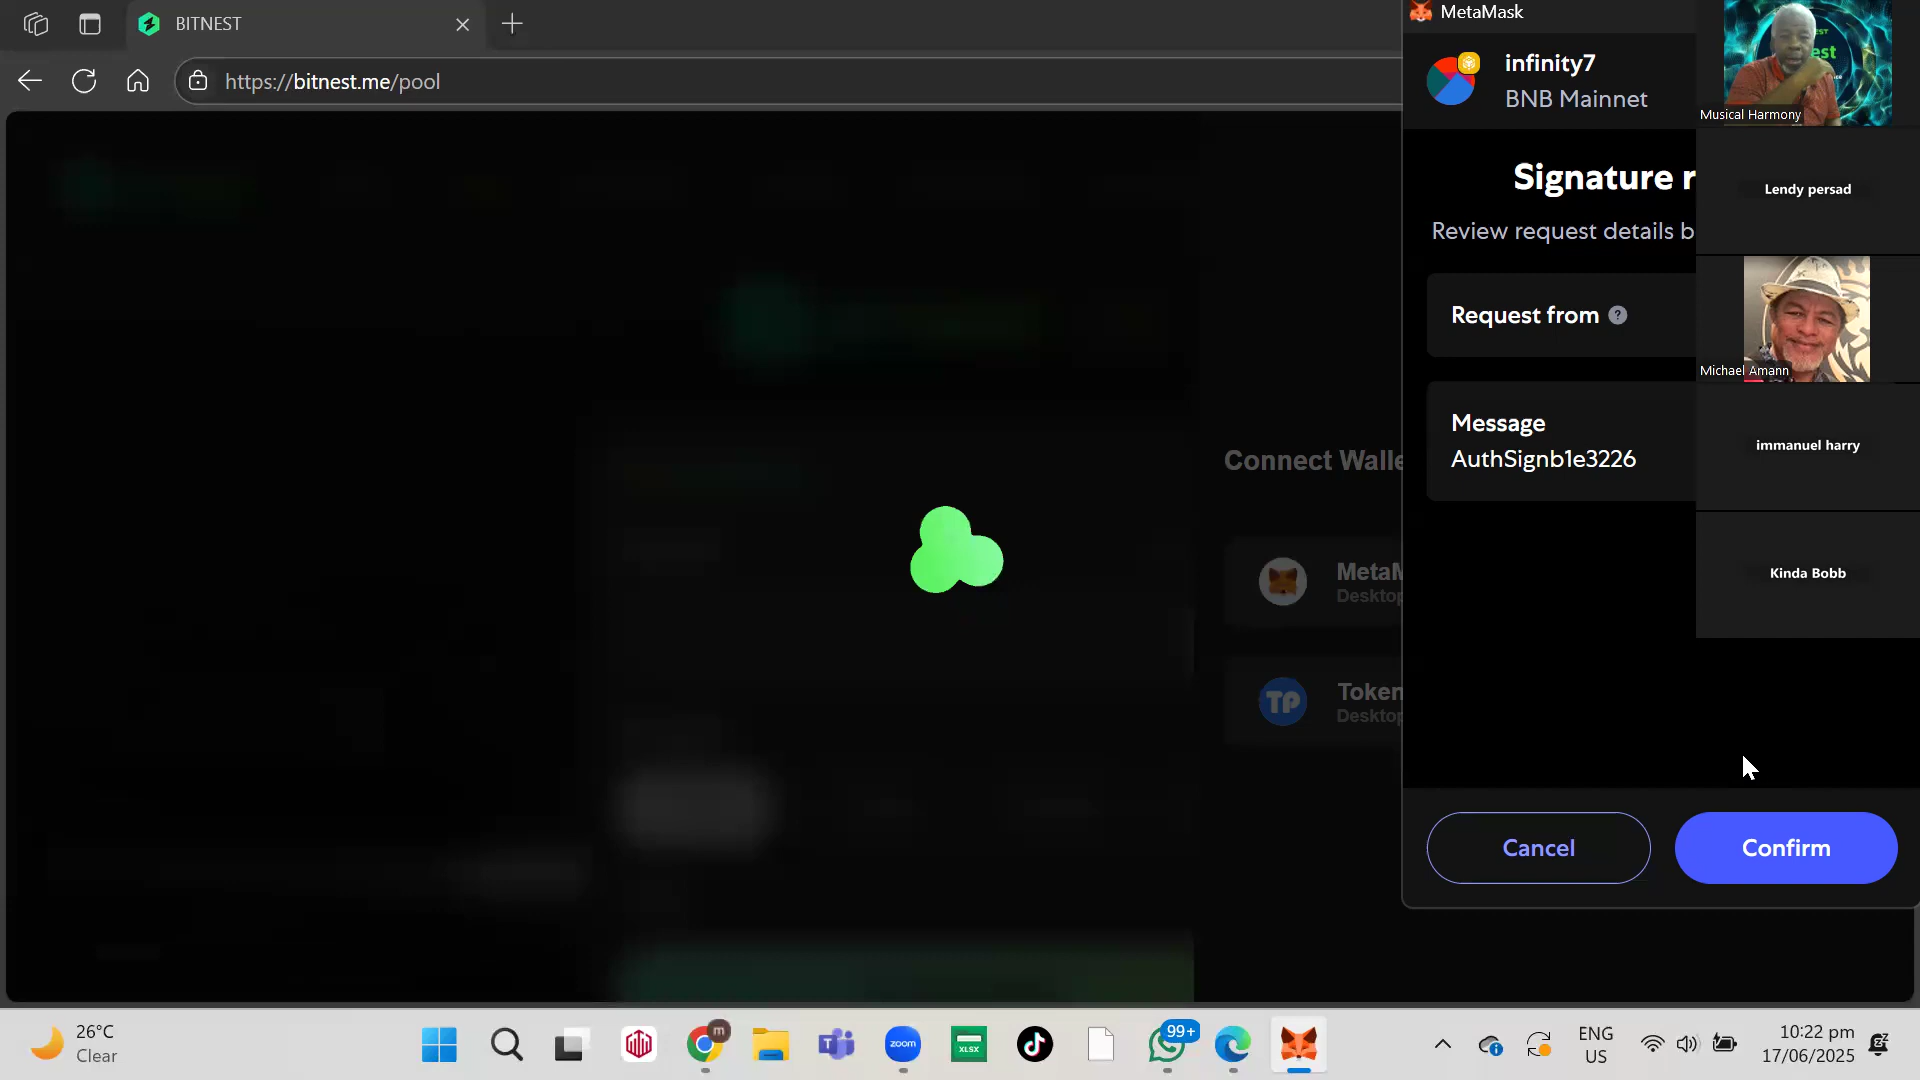 BITNEST
https://bitnest.me/pool
MetaMask
infinity7
BNB Mainnet
Signature r
Review request details b
Request from
?
Message
AuthSignb1e3226
Cancel
Confirm
Connect Walle
MetaM
Desktop
TP
Token
Desktop
Musical Harmony
Lendy persad
Michael Amann
immanuel harry
Kinda Bobb
26°C
Clear
m
zoom
XLSX
99+
ENG
US
10:22 pm
17/06/2025